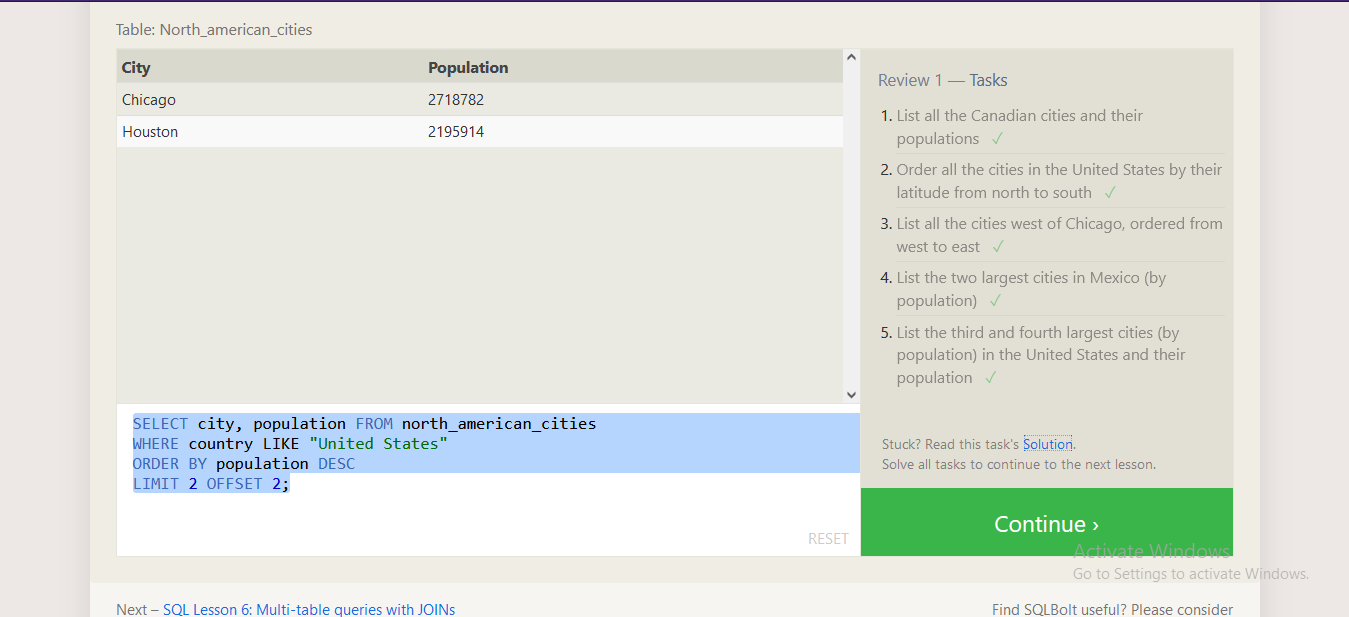 Table: North_american_cities
City Population
Chicago 2718782
Houston 2195914
SELECT city, population FROM north_american_cities
WHERE country LIKE "United States"
ORDER BY population DESC
LIMIT 2 OFFSET 2;
RESET
Review 1 — Tasks
1. List all the Canadian cities and their
populations ✓
2. Order all the cities in the United States by their
latitude from north to south ✓
3. List all the cities west of Chicago, ordered from
west to east ✓
4. List the two largest cities in Mexico (by
population) ✓
5. List the third and fourth largest cities (by
population) in the United States and their
population ✓
Stuck? Read this task's Solution.
Solve all tasks to continue to the next lesson.
Continue ›
Activate Windows
Go to Settings to activate Windows.
Next – SQL Lesson 6: Multi-table queries with JOINs
Find SQLBolt useful? Please consider